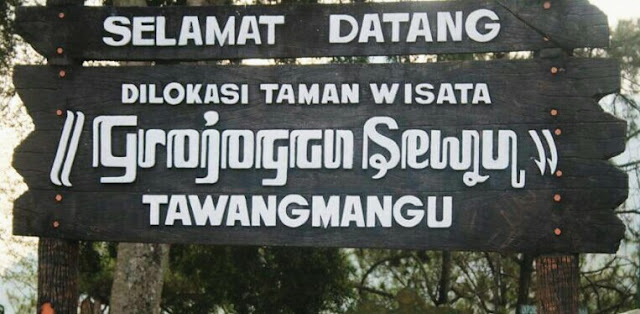 SELAMAT DATANG
DILOKASI TAMAN WISATA
Grojogan Sewu
TAWANGMANGU